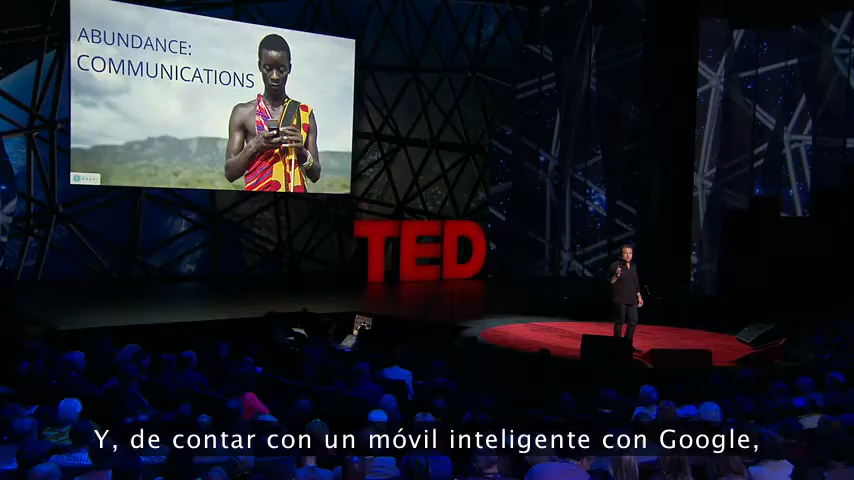 ABUNDANCE:
COMMUNICATIONS
TED
Y, de contar con un móvil inteligente con Google,